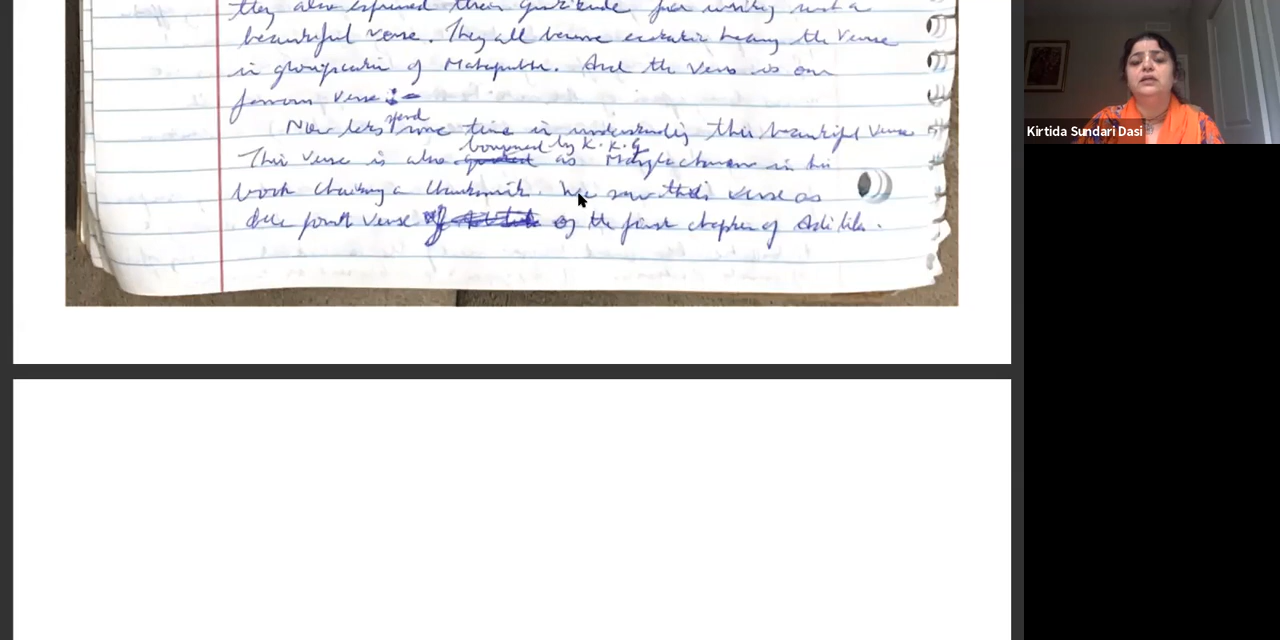 they also expressed their gratitude for writing such a
beautiful verse. They all became ecstatic hearing the verse
in glorification of Mahaprabhu. And the verse is our
famous verse :-
Now lets spend some time in understanding this beautiful verse
This verse is also borrowed by K. K. G as in his
work Chaitanya. We saw this verse as
the fourth verse of the first chapter of Adi lila.
Kirtida Sundari Dasi